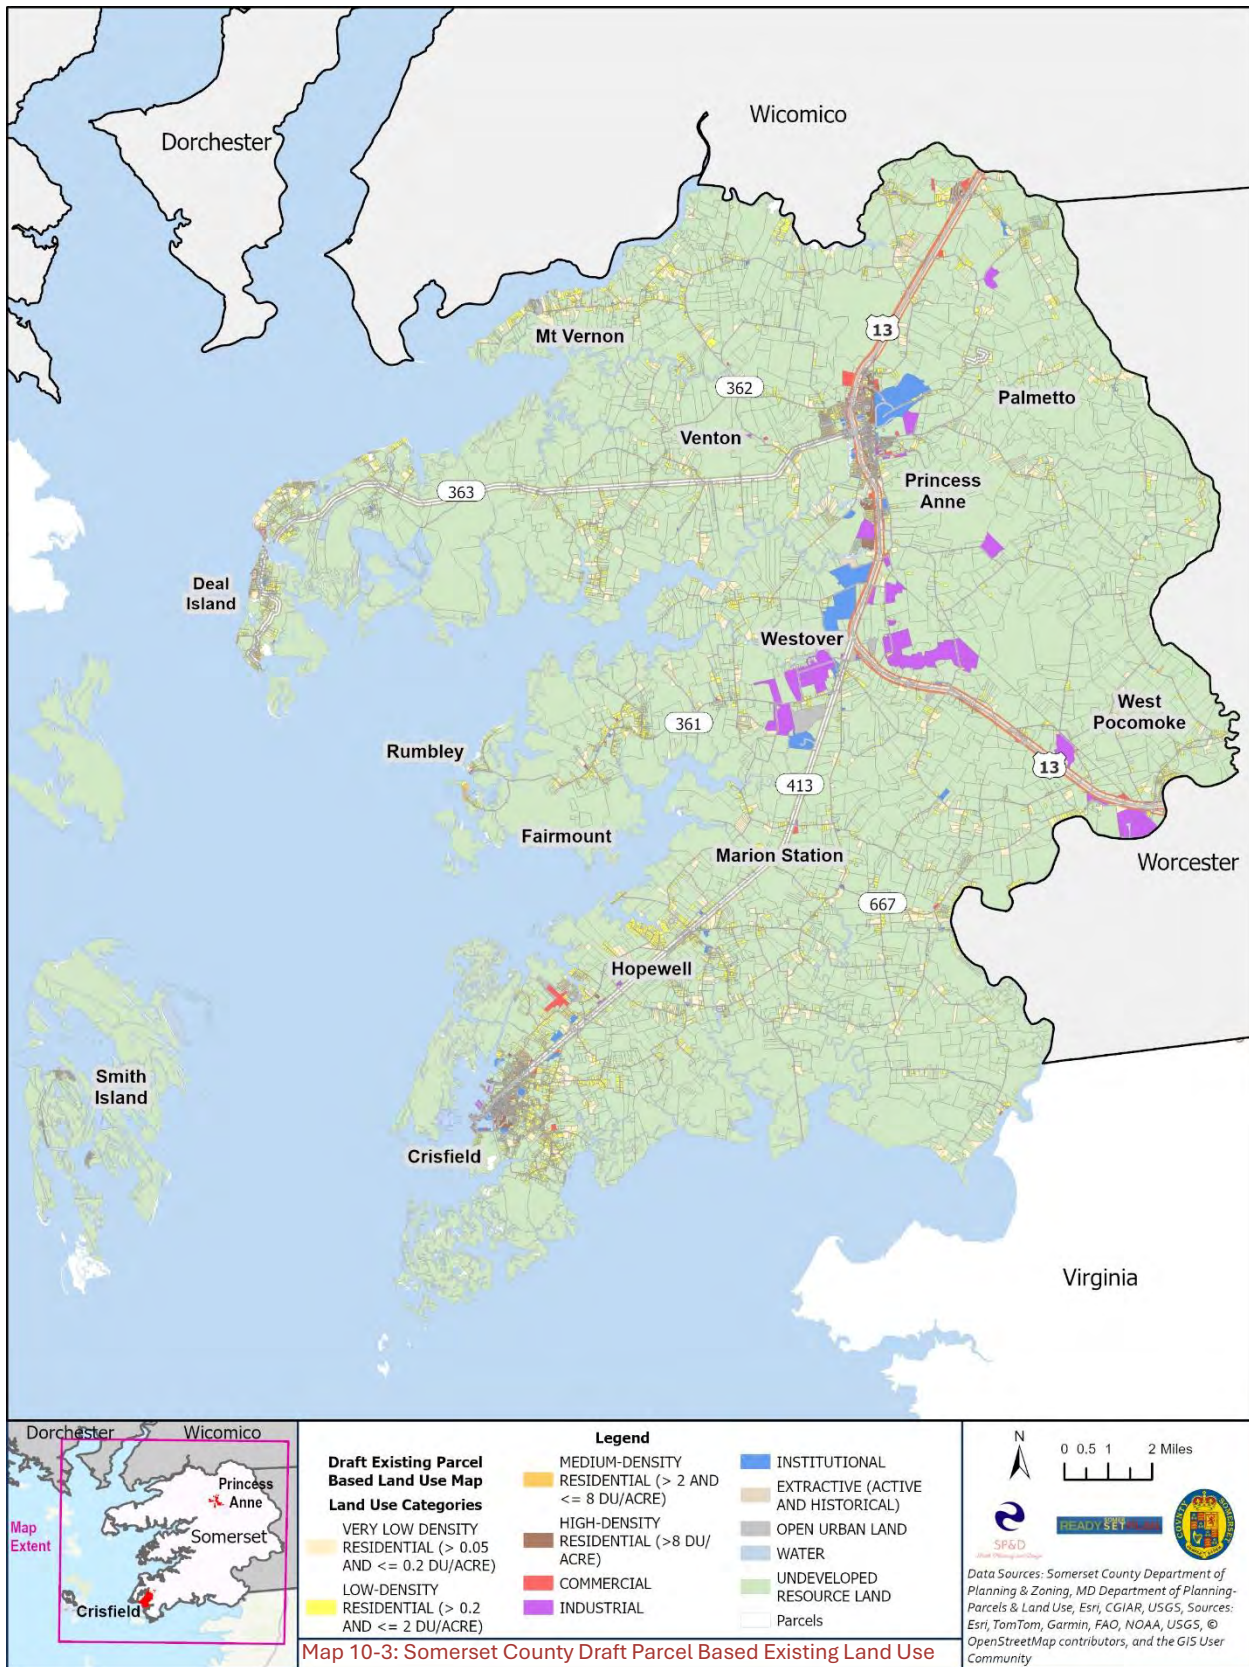 Wicomico
Dorchester
13
Mt Vernon
362
Palmetto
Venton
Princess
Anne
363
Deal
Island
Westover
West
Pocomoke
361
Rumbley
13
413
Fairmount
Marion Station
Worcester
667
Hopewell
Smith
Island
Crisfield
Virginia
Dorchester
Wicomico
Princess
Anne
Map
Extent
Somerset
Crisfield
Legend
Draft Existing Parcel
Based Land Use Map
Land Use Categories
VERY LOW DENSITY
RESIDENTIAL (> 0.05
AND <= 0.2 DU/ACRE)
LOW-DENSITY
RESIDENTIAL (> 0.2
AND <= 2 DU/ACRE)
MEDIUM-DENSITY
RESIDENTIAL (> 2 AND
<= 8 DU/ACRE)
HIGH-DENSITY
RESIDENTIAL (>8 DU/
ACRE)
COMMERCIAL
INDUSTRIAL
INSTITUTIONAL
EXTRACTIVE (ACTIVE
AND HISTORICAL)
OPEN URBAN LAND
WATER
UNDEVELOPED
RESOURCE LAND
Parcels
Map 10-3: Somerset County Draft Parcel Based Existing Land Use
N
0 0.5 1 2 Miles
SP&D
READY SET
COUNTY SOMERSET
Data Sources: Somerset County Department of
Planning & Zoning, MD Department of Planning-
Parcels & Land Use, Esri, CGIAR, USGS, Sources:
Esri, TomTom, Garmin, FAO, NOAA, USGS, ©
OpenStreetMap contributors, and the GIS User
Community